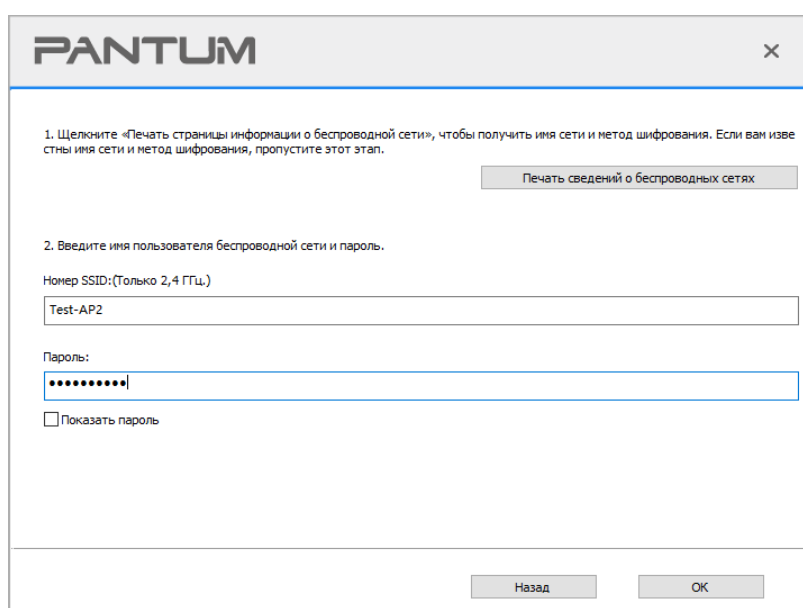 PANTUM
1. Щелкните «Печать страницы информации о беспроводной сети», чтобы получить имя сети и метод шифрования. Если вам изве
стны имя сети и метод шифрования, пропустите этот этап.
Печать сведений о беспроводных сетях
2. Введите имя пользователя беспроводной сети и пароль.
Номер SSID:(Только 2,4 ГГц.)
Test-AP2
Пароль:
••••••••••
Показать пароль
Назад
OK